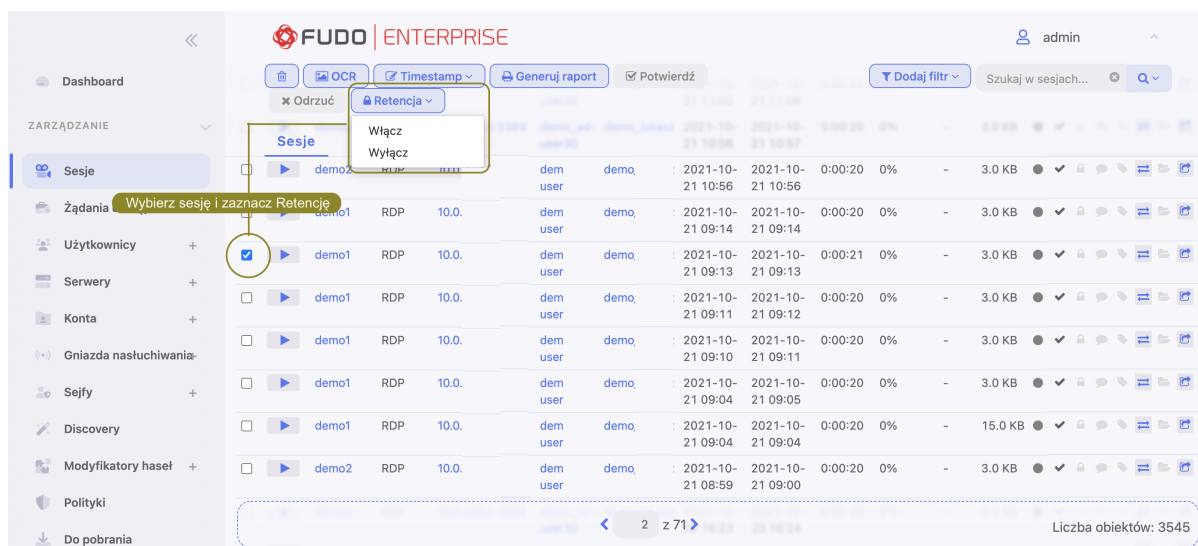 FUDO ENTERPRISE
admin
Dashboard
OCR Timestamp Generuj raport Potwierdź Dodaj filtr Szukaj w sesjach...
Odrzuć Retencja
ZARZĄDZANIE
Włącz
Wyłącz
Sesje
Sesje
Żądania
Użytkownicy +
Serwery +
Konta +
Gniazda nasłuchiwania
Sejfy +
Discovery
Modyfikatory haseł +
Polityki
Do pobrania
Wybierz sesję i zaznacz Retencję
demo2 RDP 10.0. dem demo 2021-10- 2021-10- 0:00:20 0% - 3.0 KB
user 21 10:56 21 10:56
demo1 RDP 10.0. dem demo 2021-10- 2021-10- 0:00:20 0% - 3.0 KB
user 21 09:14 21 09:14
demo1 RDP 10.0. dem demo 2021-10- 2021-10- 0:00:21 0% - 3.0 KB
user 21 09:13 21 09:13
demo1 RDP 10.0. dem demo 2021-10- 2021-10- 0:00:20 0% - 3.0 KB
user 21 09:11 21 09:12
demo1 RDP 10.0. dem demo 2021-10- 2021-10- 0:00:20 0% - 3.0 KB
user 21 09:10 21 09:11
demo1 RDP 10.0. dem demo 2021-10- 2021-10- 0:00:20 0% - 3.0 KB
user 21 09:04 21 09:05
demo1 RDP 10.0. dem demo 2021-10- 2021-10- 0:00:20 0% - 15.0 KB
user 21 09:04 21 09:04
demo2 RDP 10.0. dem demo 2021-10- 2021-10- 0:00:20 0% - 3.0 KB
user 21 08:59 21 09:00
2 z 71
Liczba obiektów: 3545